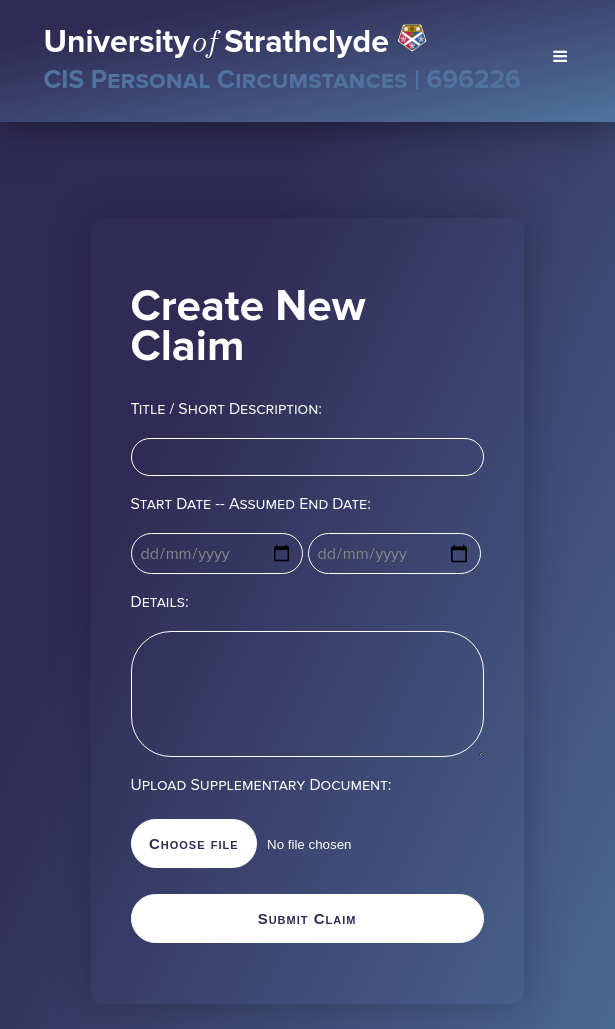 University of Strathclyde
CIS Personal Circumstances | 696226
Create New
Claim
Title / Short Description:
Start Date -- Assumed End Date:
dd/mm/yyyy dd/mm/yyyy
Details:
Upload Supplementary Document:
Choose file No file chosen
Submit Claim